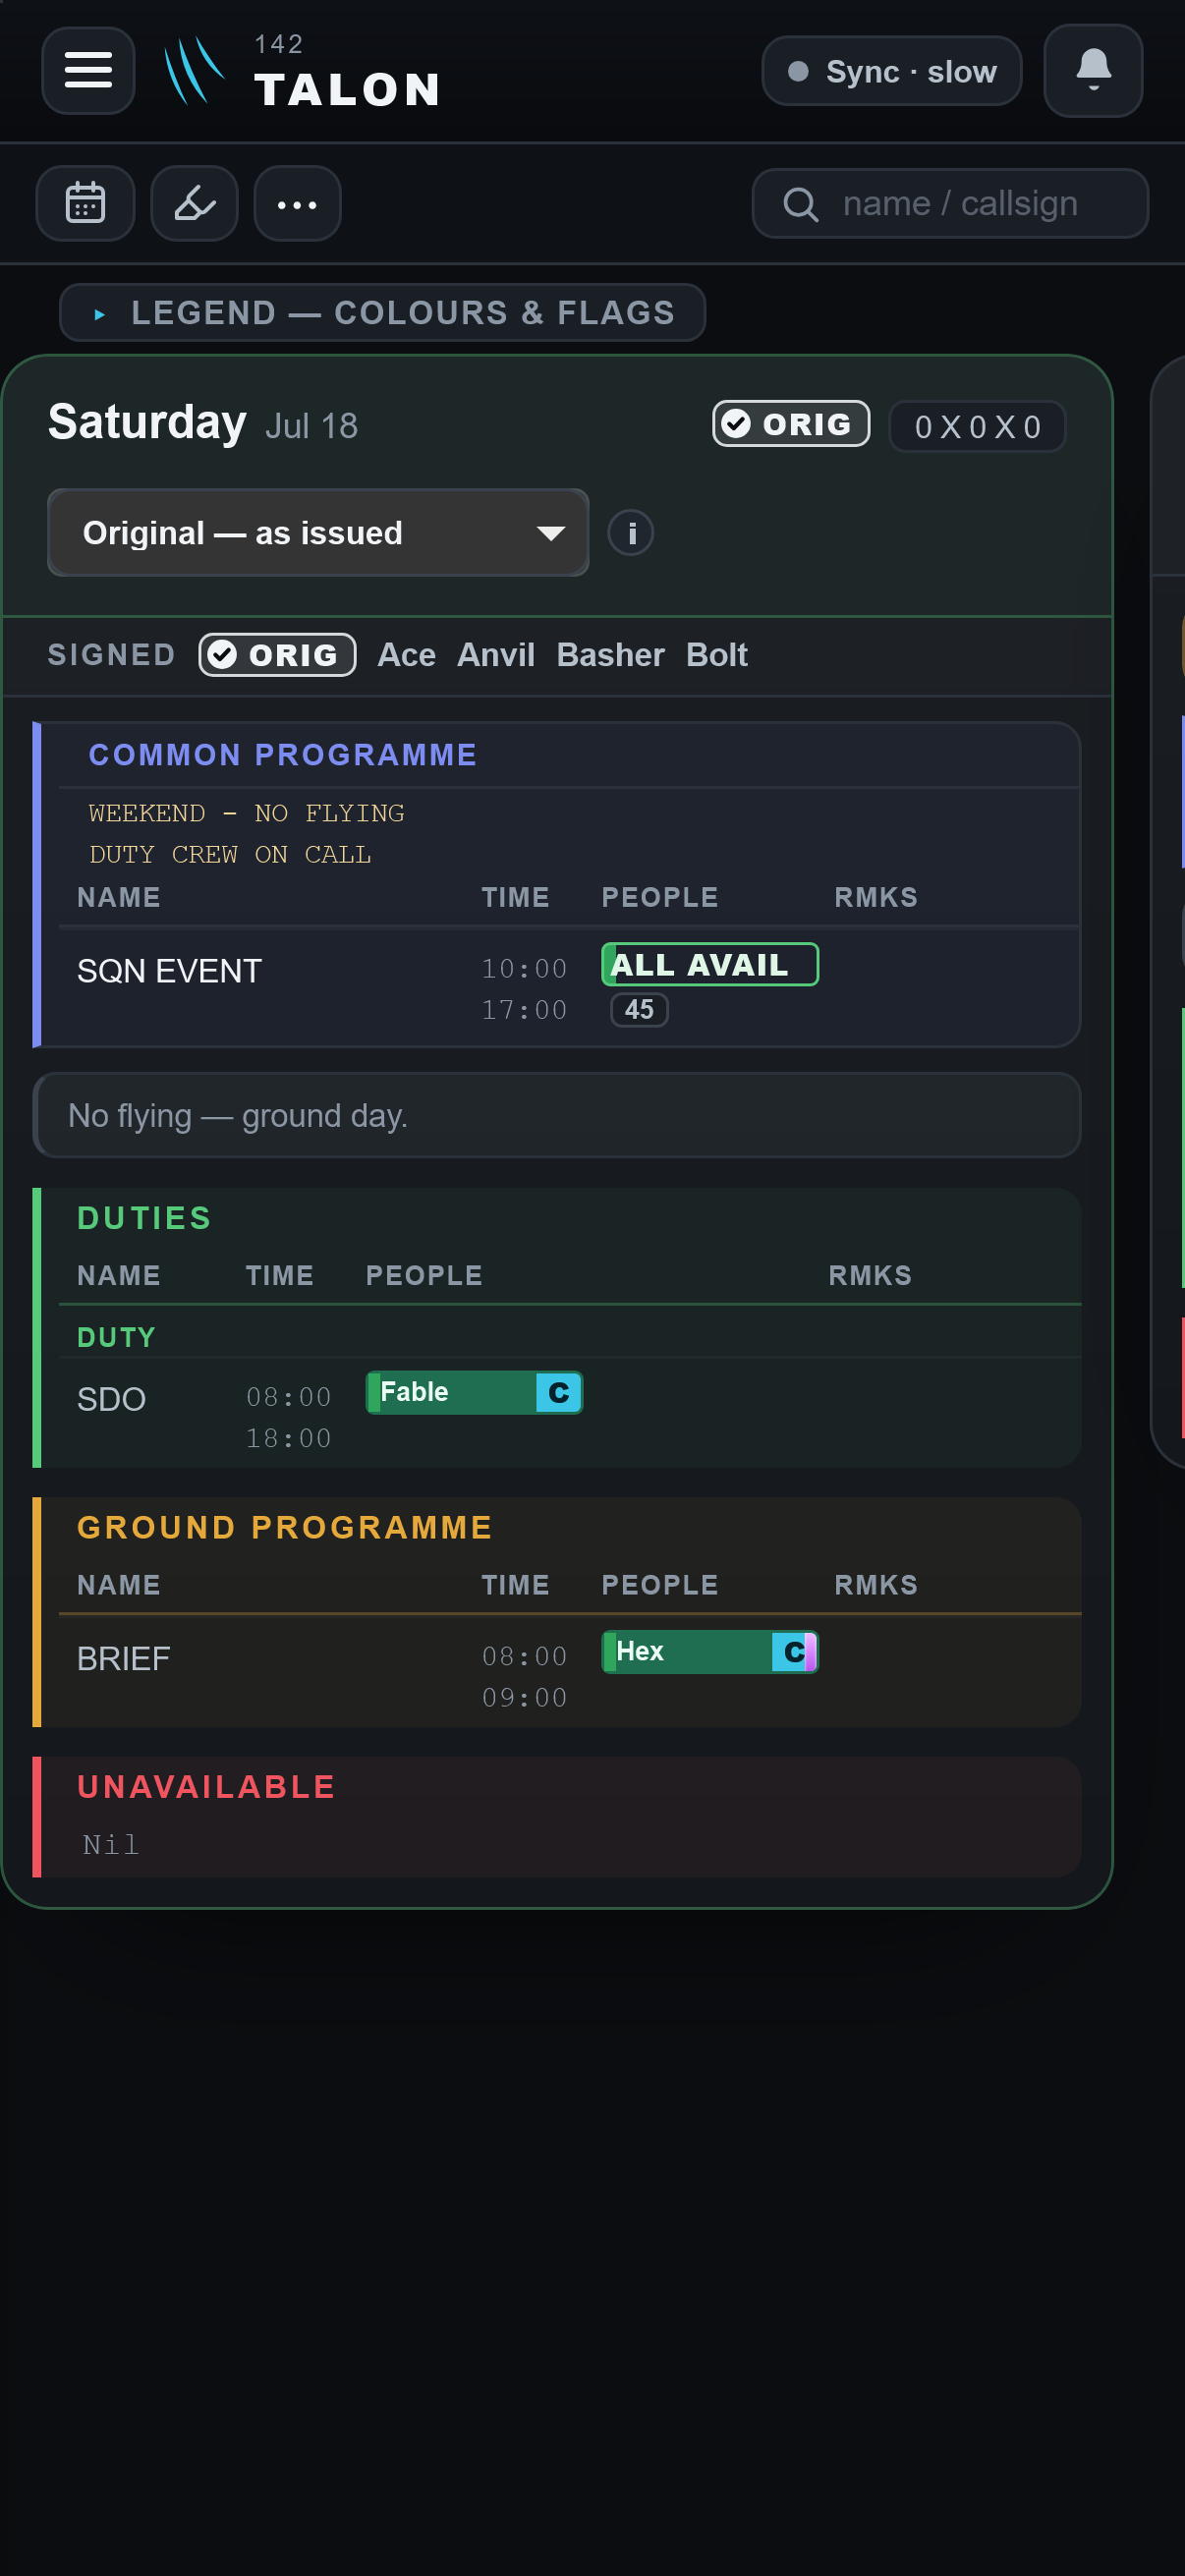 142
TALON
Sync · slow
name / callsign
▸ LEGEND — COLOURS & FLAGS
Saturday Jul 18 ORIG 0 X 0 X 0
Original — as issued i
SIGNED ORIG Ace Anvil Basher Bolt
COMMON PROGRAMME
WEEKEND - NO FLYING
DUTY CREW ON CALL
NAME TIME PEOPLE RMKS
SQN EVENT 10:00 ALL AVAIL
17:00 45
No flying — ground day.
DUTIES
NAME TIME PEOPLE RMKS
DUTY
SDO 08:00 Fable C
18:00
GROUND PROGRAMME
NAME TIME PEOPLE RMKS
BRIEF 08:00 Hex C
09:00
UNAVAILABLE
Nil